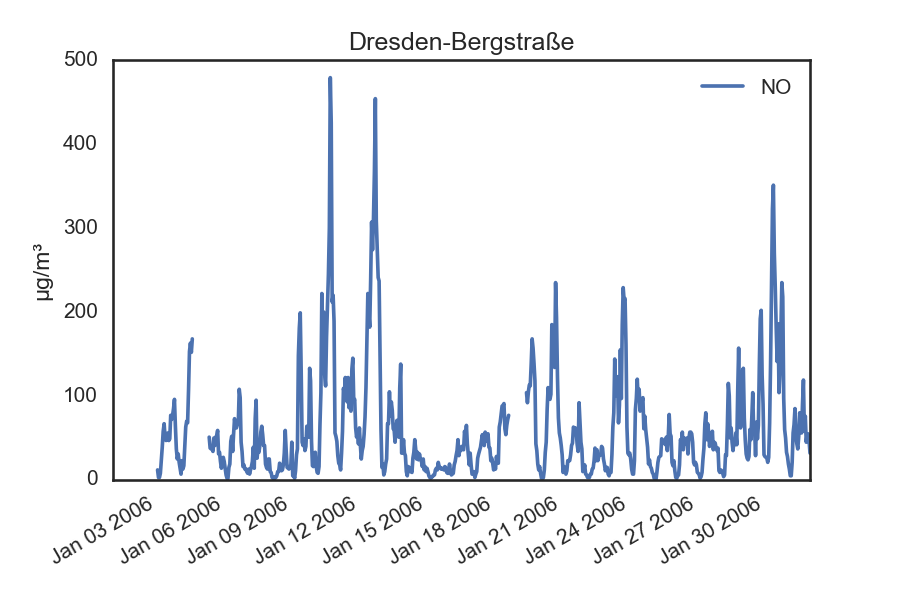 Dresden-Bergstraße
NO
µg/m³
500
400
300
200
100
0
Jan 03 2006
Jan 06 2006
Jan 09 2006
Jan 12 2006
Jan 15 2006
Jan 18 2006
Jan 21 2006
Jan 24 2006
Jan 27 2006
Jan 30 2006